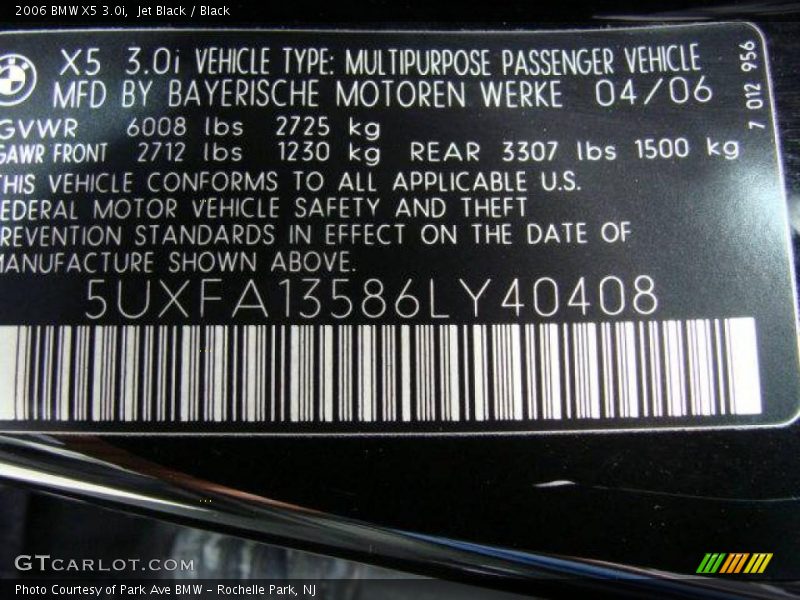 2006 BMW X5 3.0i,  Jet Black / Black
X5 3.0i VEHICLE TYPE: MULTIPURPOSE PASSENGER VEHICLE
MFD BY BAYERISCHE MOTOREN WERKE 04/06
GVWR 6008 lbs 2725 kg
GAWR FRONT 2712 lbs 1230 kg REAR 3307 lbs 1500 kg
THIS VEHICLE CONFORMS TO ALL APPLICABLE U.S.
EDERAL MOTOR VEHICLE SAFETY AND THEFT
REVENTION STANDARDS IN EFFECT ON THE DATE OF
MANUFACTURE SHOWN ABOVE.
5UXFA13586LY40408
7 012 956
GTCARLOT.COM
Photo Courtesy of Park Ave BMW - Rochelle Park, NJ